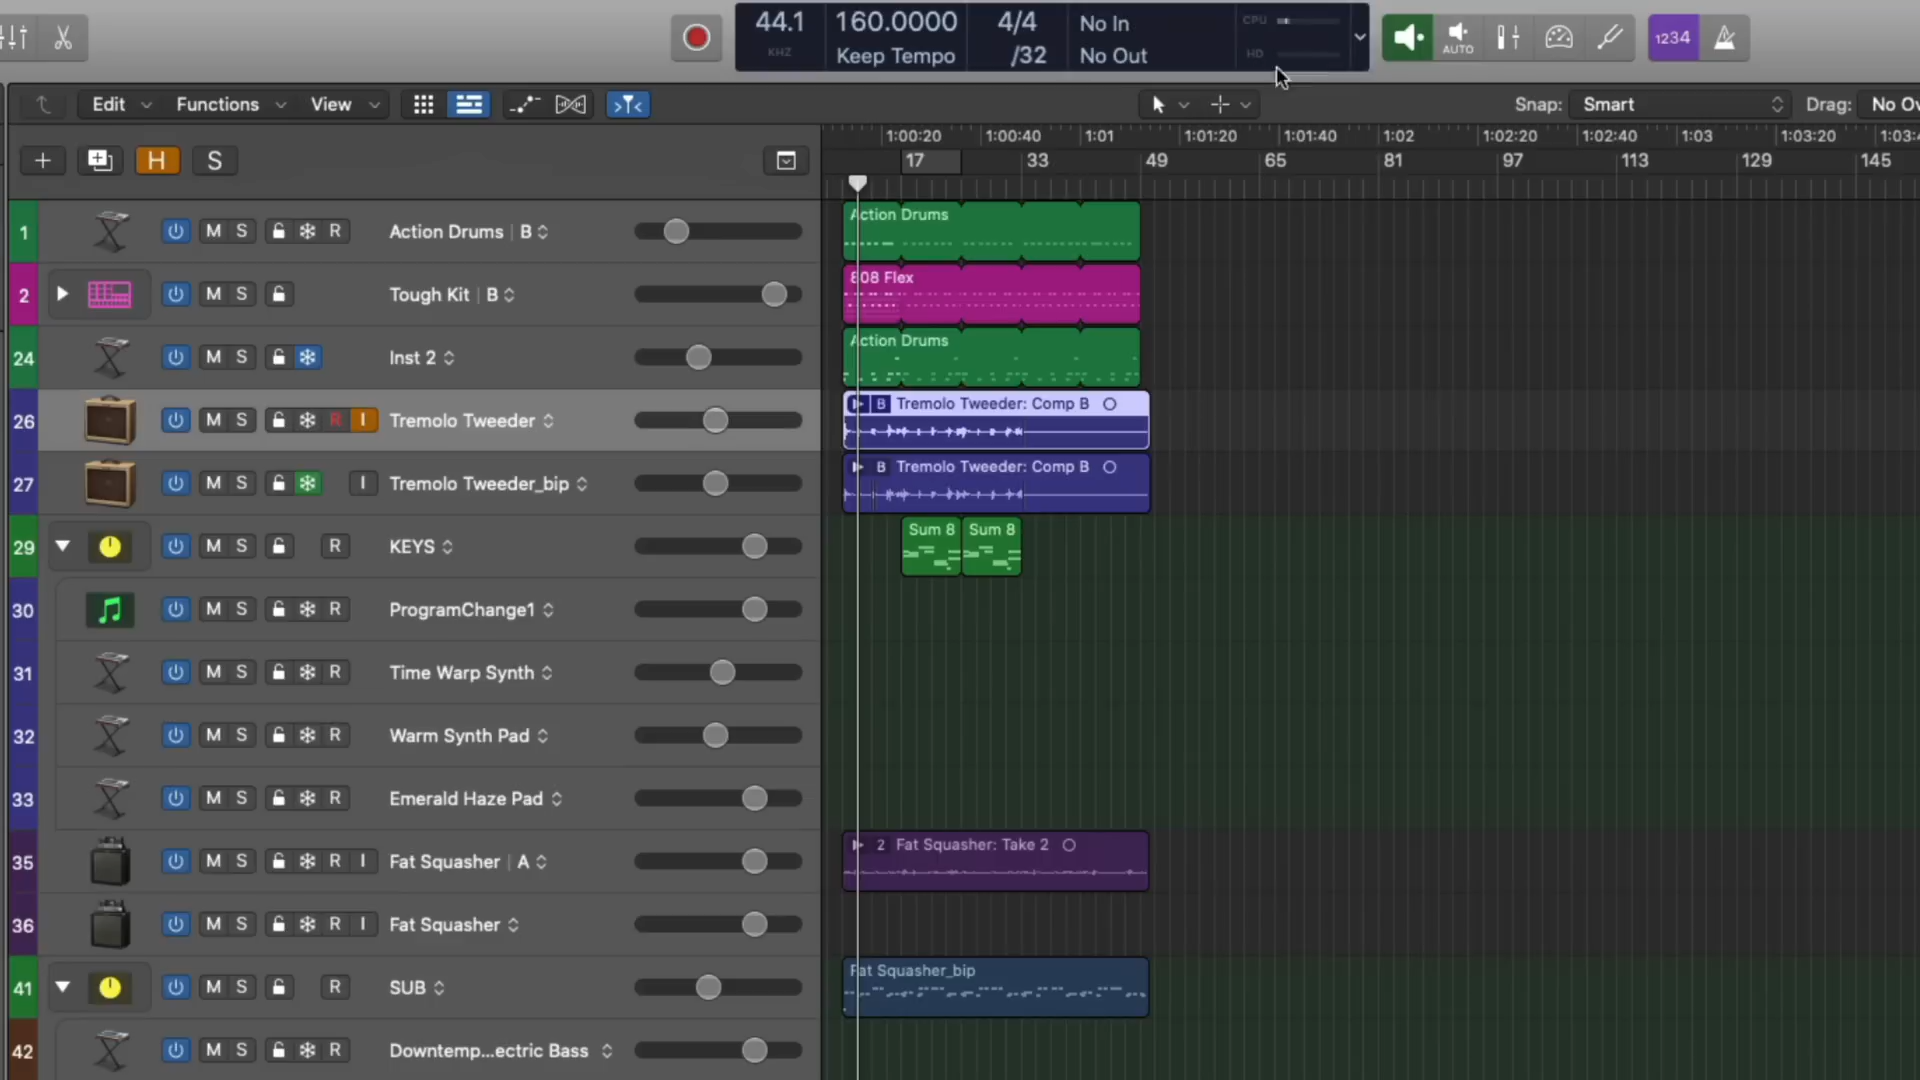 44.1
KHZ
160.0000
Keep Tempo
4/4
/32
No In
No Out
CPU
HD
AUTO
1234
Edit
Functions
View
Snap: Smart
Drag: No Ov
H
S
1:00:20 1:00:40 1:01 1:01:20 1:01:40 1:02 1:02:20 1:02:40 1:03 1:03:20 1:03:4
17 33 49 65 81 97 113 129 145
1 M S R Action Drums | B
Action Drums
2 M S Tough Kit | B
808 Flex
24 M S Inst 2
Action Drums
26 M S R I Tremolo Tweeder
B Tremolo Tweeder: Comp B
27 M S I Tremolo Tweeder_bip
B Tremolo Tweeder: Comp B
29 M S R KEYS
Sum 8 Sum 8
30 M S R ProgramChange1
31 M S R Time Warp Synth
32 M S R Warm Synth Pad
33 M S R Emerald Haze Pad
35 M S R I Fat Squasher | A
2 Fat Squasher: Take 2
36 M S R I Fat Squasher
41 M S R SUB
Fat Squasher_bip
42 M S R Downtemp...ectric Bass